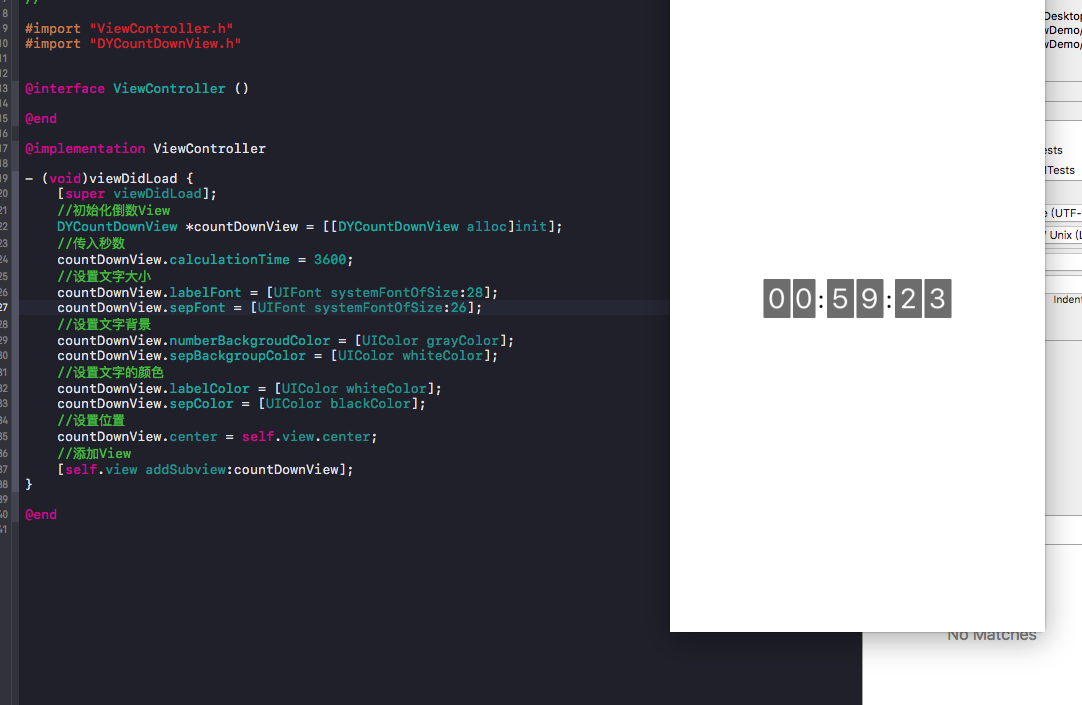 //
8
9 #import "ViewController.h"
10 #import "DYCountDownView.h"
11
12
13 @interface ViewController ()
14
15 @end
16
17 @implementation ViewController
18
19 - (void)viewDidLoad {
20 [super viewDidLoad];
21 //初始化倒数View
22 DYCountDownView *countDownView = [[DYCountDownView alloc]init];
23 //传入秒数
24 countDownView.calculationTime = 3600;
25 //设置文字大小
26 countDownView.labelFont = [UIFont systemFontOfSize:28];
27 countDownView.sepFont = [UIFont systemFontOfSize:26];
28 //设置文字背景
29 countDownView.numberBackgroudColor = [UIColor grayColor];
30 countDownView.sepBackgroupColor = [UIColor whiteColor];
31 //设置文字的颜色
32 countDownView.labelColor = [UIColor whiteColor];
33 countDownView.sepColor = [UIColor blackColor];
34 //设置位置
35 countDownView.center = self.view.center;
36 //添加View
37 [self.view addSubview:countDownView];
38 }
39
40 @end
41
00:59:23
Desktop
wDemo/
wDemo/
ests
ITests
e (UTF-
/ Unix (L
Indent
No Matches